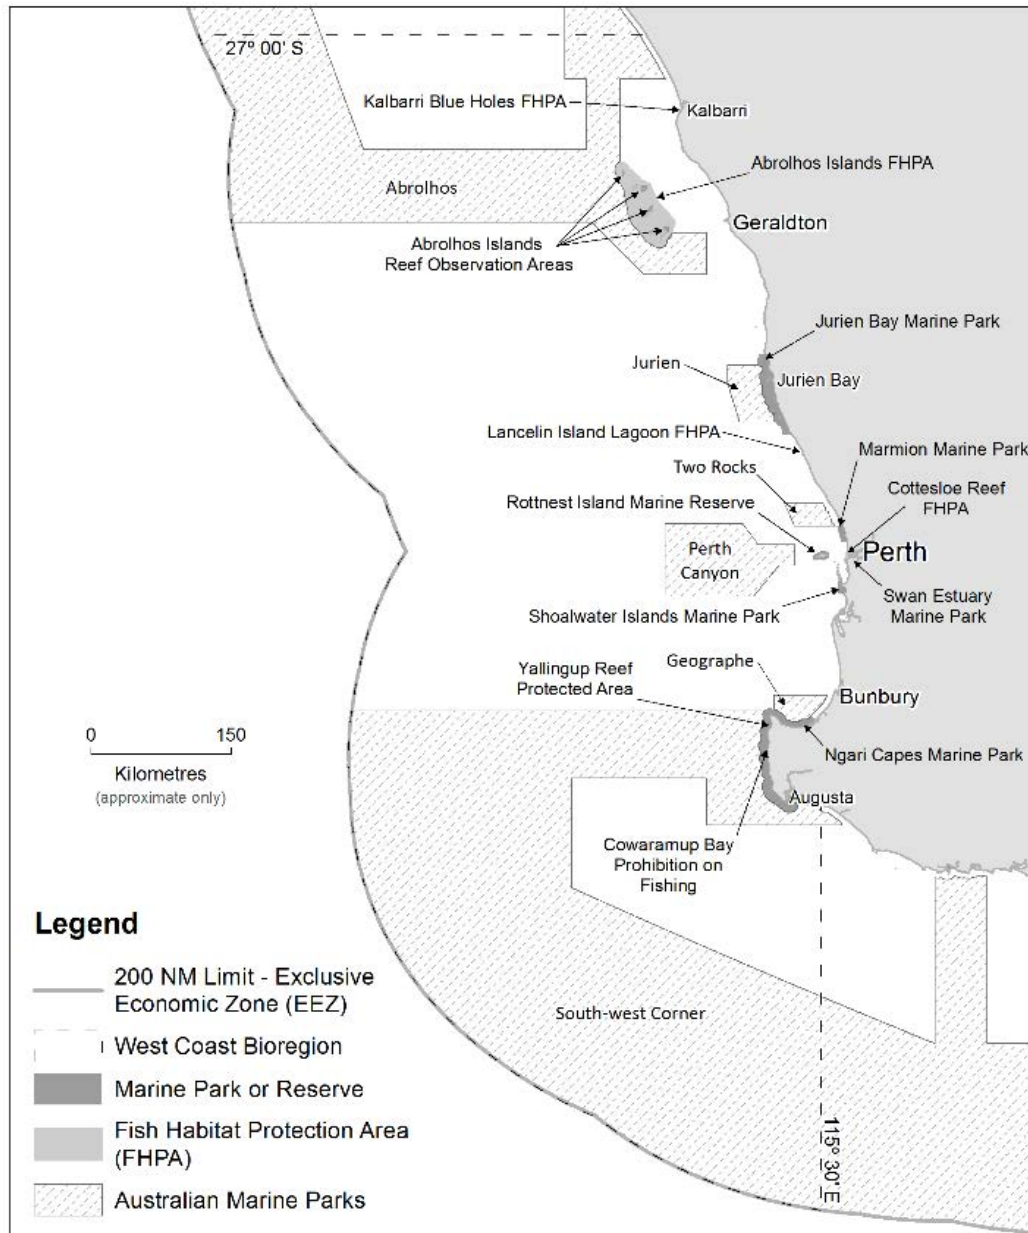 27º 00' S
Kalbarri Blue Holes FHPA
Kalbarri
Abrolhos Islands FHPA
Abrolhos
Geraldton
Abrolhos Islands
Reef Observation Areas
Jurien Bay Marine Park
Jurien
Jurien Bay
Lancelin Island Lagoon FHPA
Marmion Marine Park
Two Rocks
Cottesloe Reef
FHPA
Rottnest Island Marine Reserve
Perth
Perth
Canyon
Swan Estuary
Marine Park
Shoalwater Islands Marine Park
Geographe
Yallingup Reef
Protected Area
Bunbury
0 150
Kilometres
(approximate only)
Ngari Capes Marine Park
Augusta
Cowaramup Bay
Prohibition on
Fishing
South-west Corner
115º 30' E
Legend
200 NM Limit - Exclusive
Economic Zone (EEZ)
West Coast Bioregion
Marine Park or Reserve
Fish Habitat Protection Area
(FHPA)
Australian Marine Parks